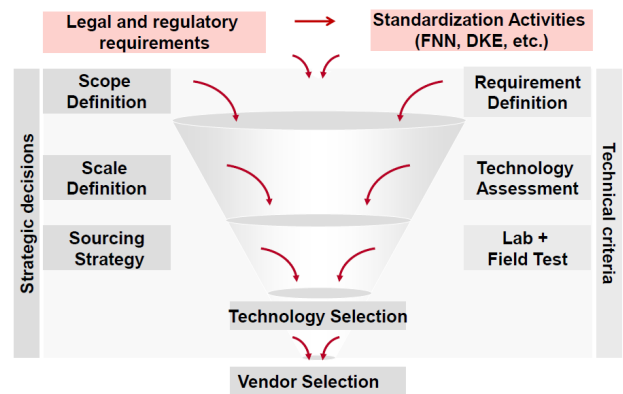 Legal and regulatory
requirements
Standardization Activities
(FNN, DKE, etc.)
Strategic decisions
Scope
Definition
Requirement
Definition
Scale
Definition
Technology
Assessment
Sourcing
Strategy
Lab +
Field Test
Technical criteria
Technology Selection
Vendor Selection